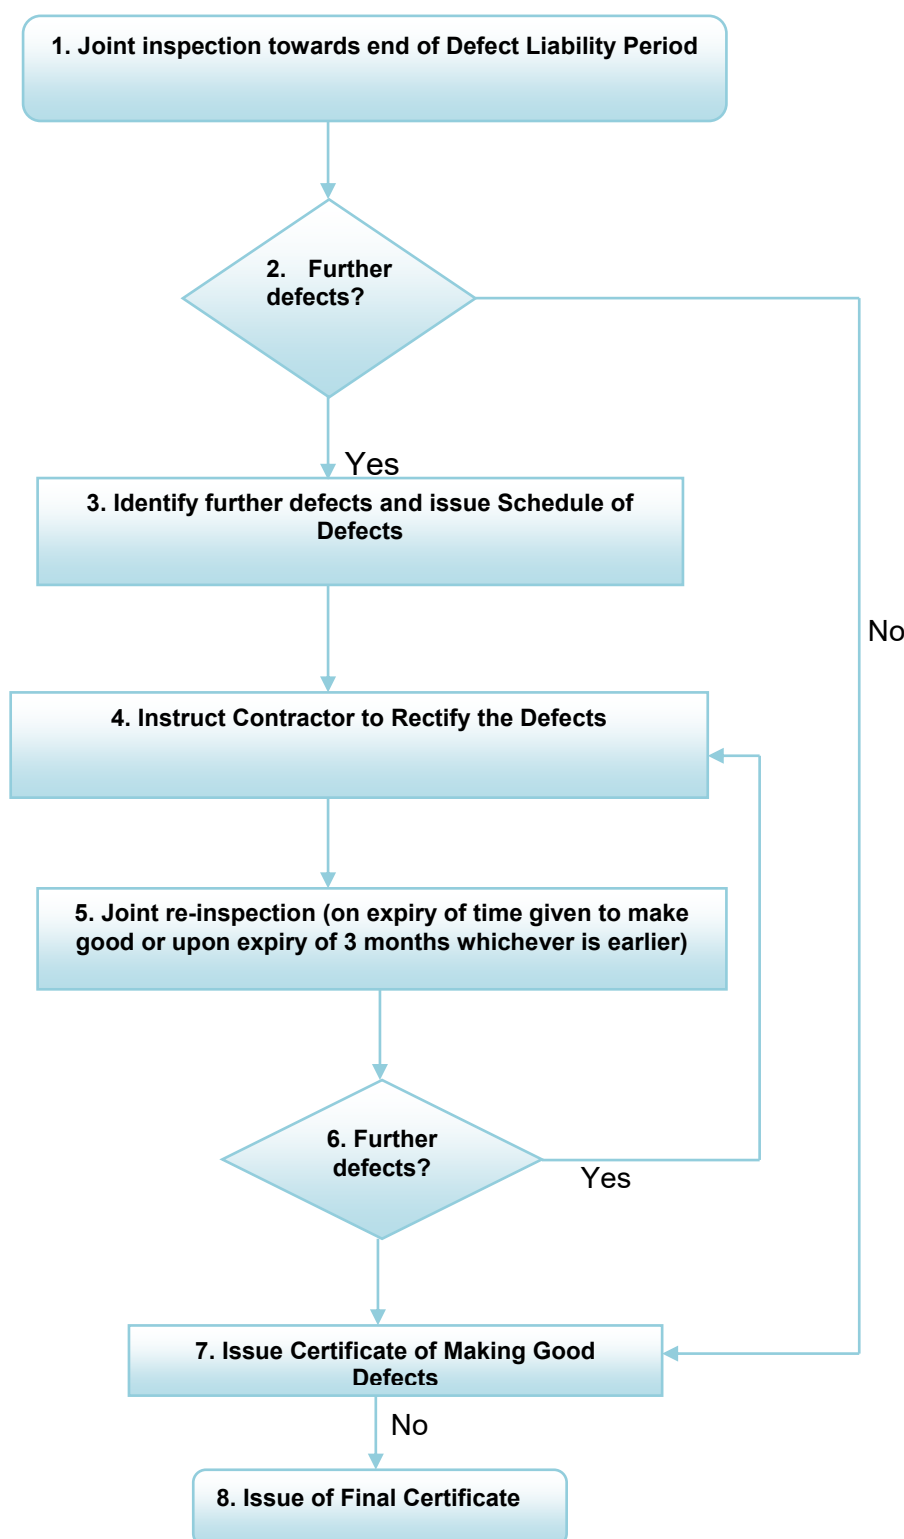 1. Joint inspection towards end of Defect Liability Period
2. Further
defects?
Yes
3. Identify further defects and issue Schedule of
Defects
No
4. Instruct Contractor to Rectify the Defects
5. Joint re-inspection (on expiry of time given to make
good or upon expiry of 3 months whichever is earlier)
6. Further
defects?
Yes
7. Issue Certificate of Making Good
Defects
No
8. Issue of Final Certificate